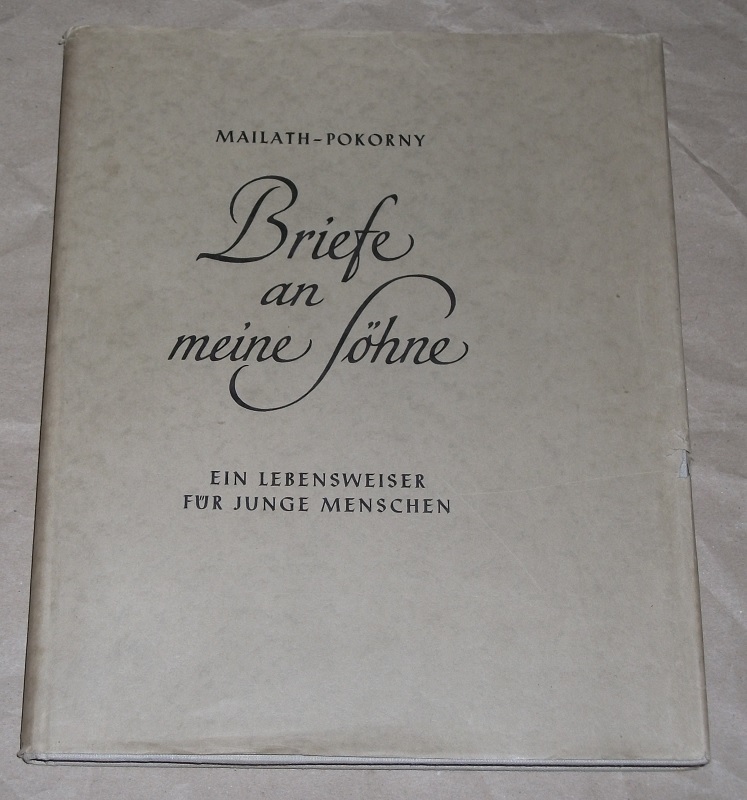 MAILATH-POKORNY
Briefe
an
meine Söhne
EIN LEBENSWEISER
FÜR JUNGE MENSCHEN